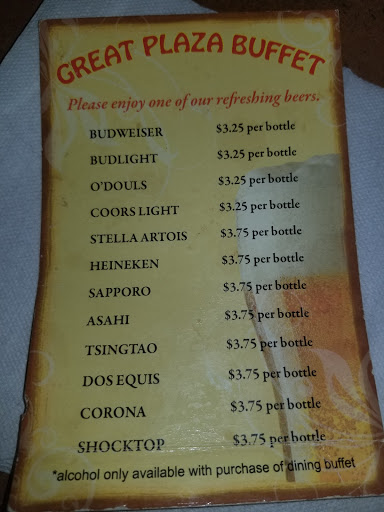 GREAT PLAZA BUFFET
Please enjoy one of our refreshing beers.
BUDWEISER $3.25 per bottle
BUDLIGHT $3.25 per bottle
O'DOULS $3.25 per bottle
COORS LIGHT $3.25 per bottle
STELLA ARTOIS $3.75 per bottle
HEINEKEN $3.75 per bottle
SAPPORO $3.75 per bottle
ASAHI $3.75 per bottle
TSINGTAO $3.75 per bottle
DOS EQUIS $3.75 per bottle
CORONA $3.75 per bottle
SHOCKTOP $3.75 per bottle
*alcohol only available with purchase of dining buffet